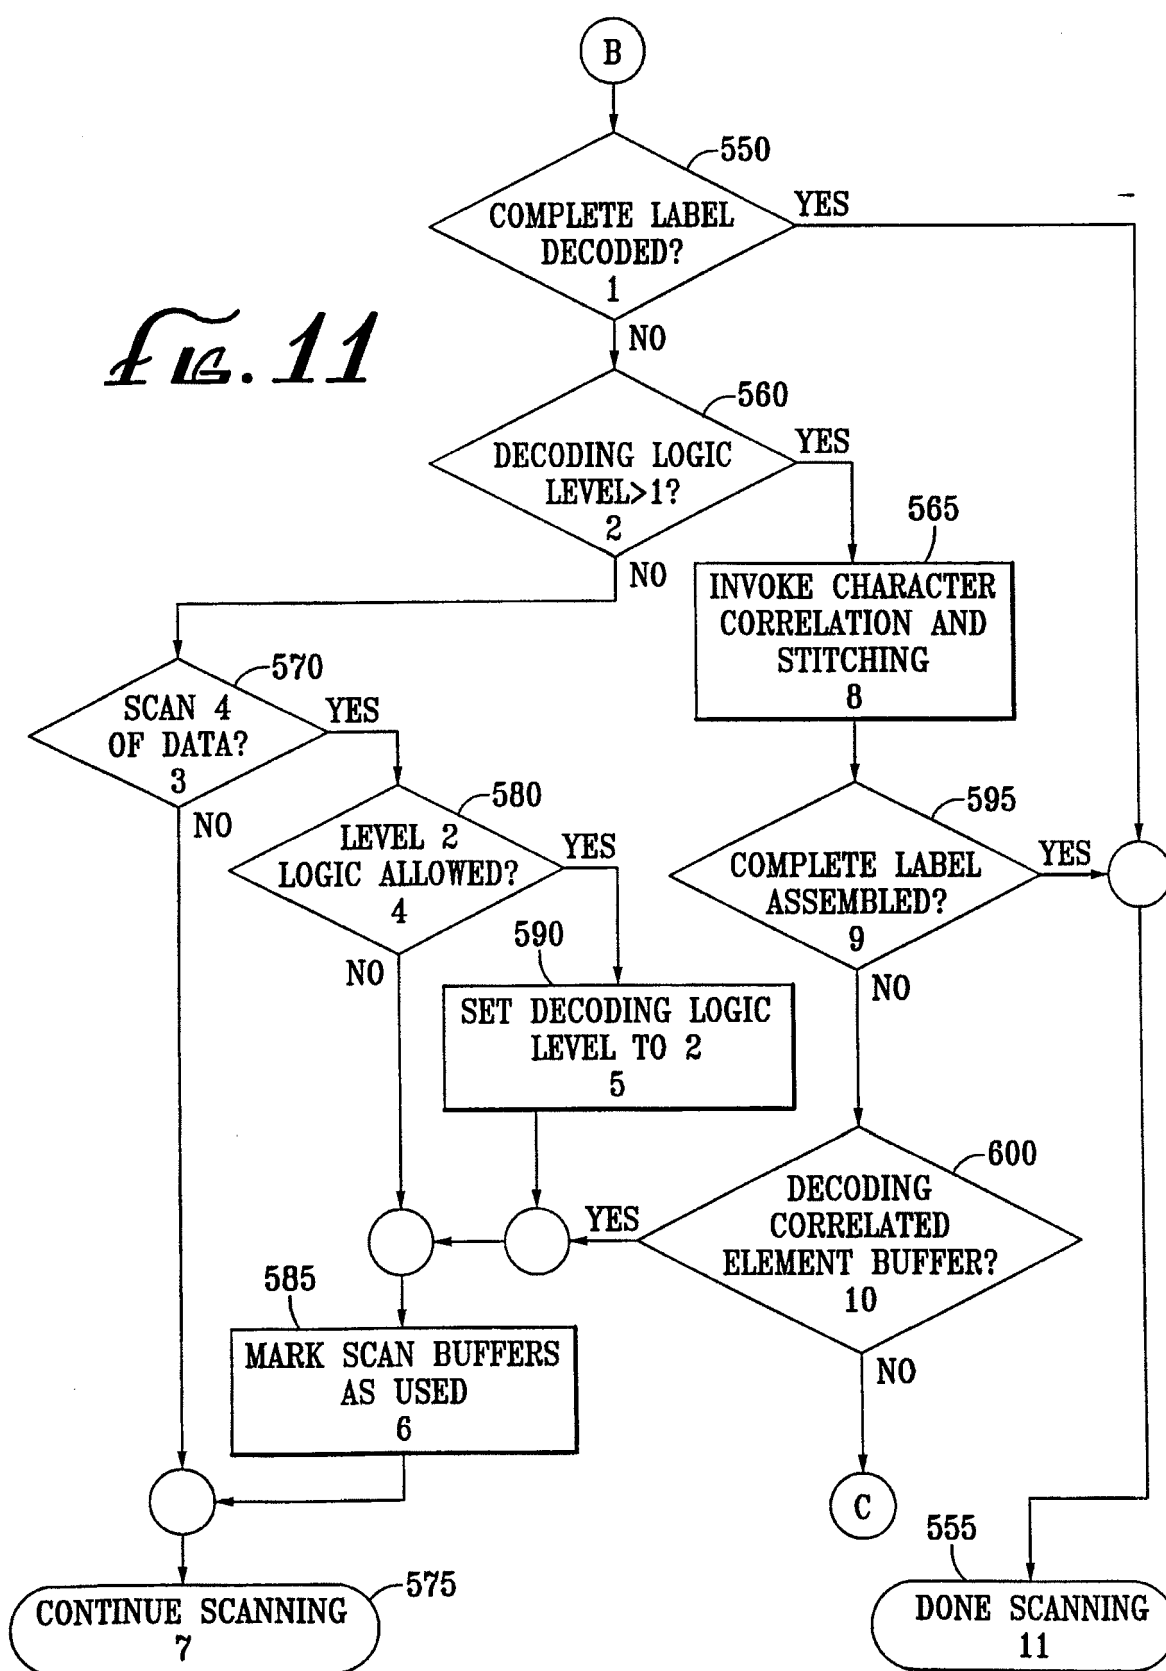 B
550
COMPLETE LABEL
DECODED?
1
YES
NO
FIG. 11
560
DECODING LOGIC
LEVEL>1?
2
YES
NO
565
INVOKE CHARACTER
CORRELATION AND
STITCHING
8
570
SCAN 4
OF DATA?
3
YES
NO
580
LEVEL 2
LOGIC ALLOWED?
4
YES
NO
595
COMPLETE LABEL
ASSEMBLED?
9
YES
NO
590
SET DECODING LOGIC
LEVEL TO 2
5
600
DECODING
CORRELATED
ELEMENT BUFFER?
10
YES
NO
585
MARK SCAN BUFFERS
AS USED
6
C
575
CONTINUE SCANNING
7
555
DONE SCANNING
11